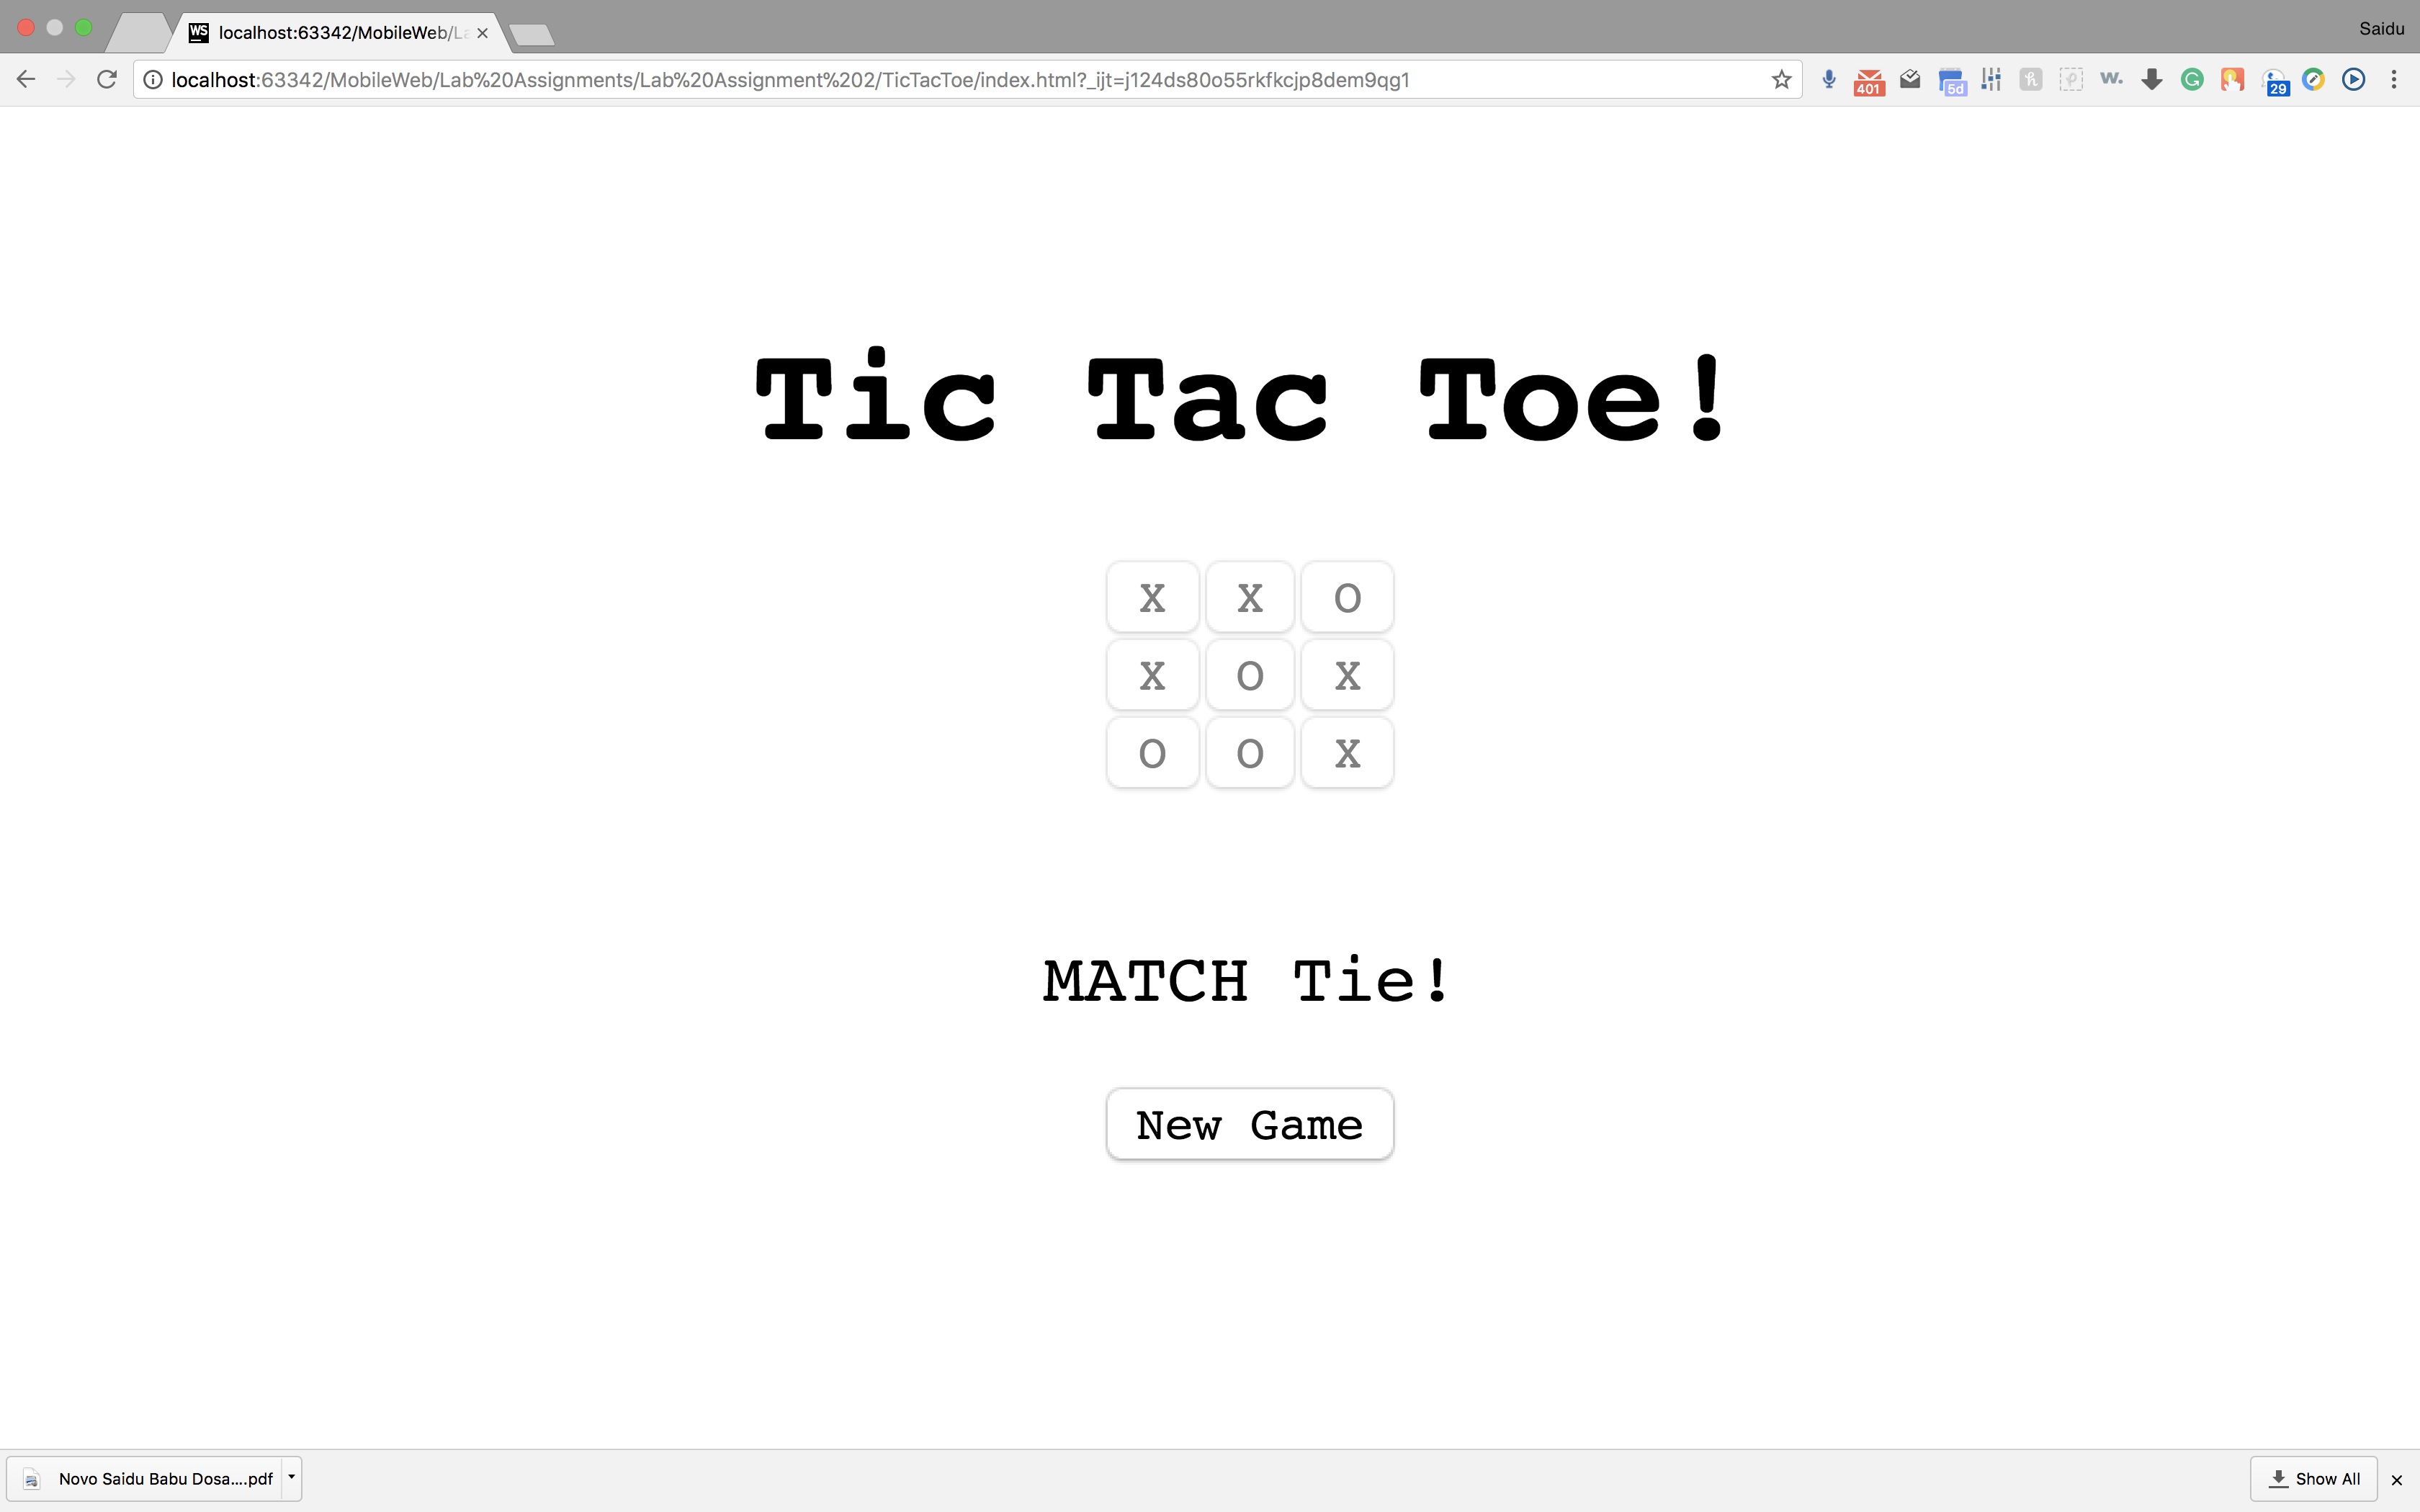 Saidu
WS localhost:63342/MobileWeb/La
localhost:63342/MobileWeb/Lab%20Assignments/Lab%20Assignment%202/TicTacToe/index.html?_ijt=j124ds80o55rkfkcjp8dem9qg1
401 5d w. 29
Tic Tac Toe!
X X O
X O X
O O X
MATCH Tie!
New Game
Novo Saidu Babu Dosa....pdf
Show All